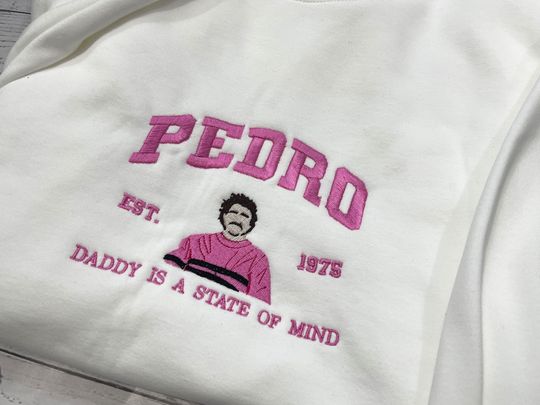 PEDRO
EST. 1975
DADDY IS A STATE OF MIND